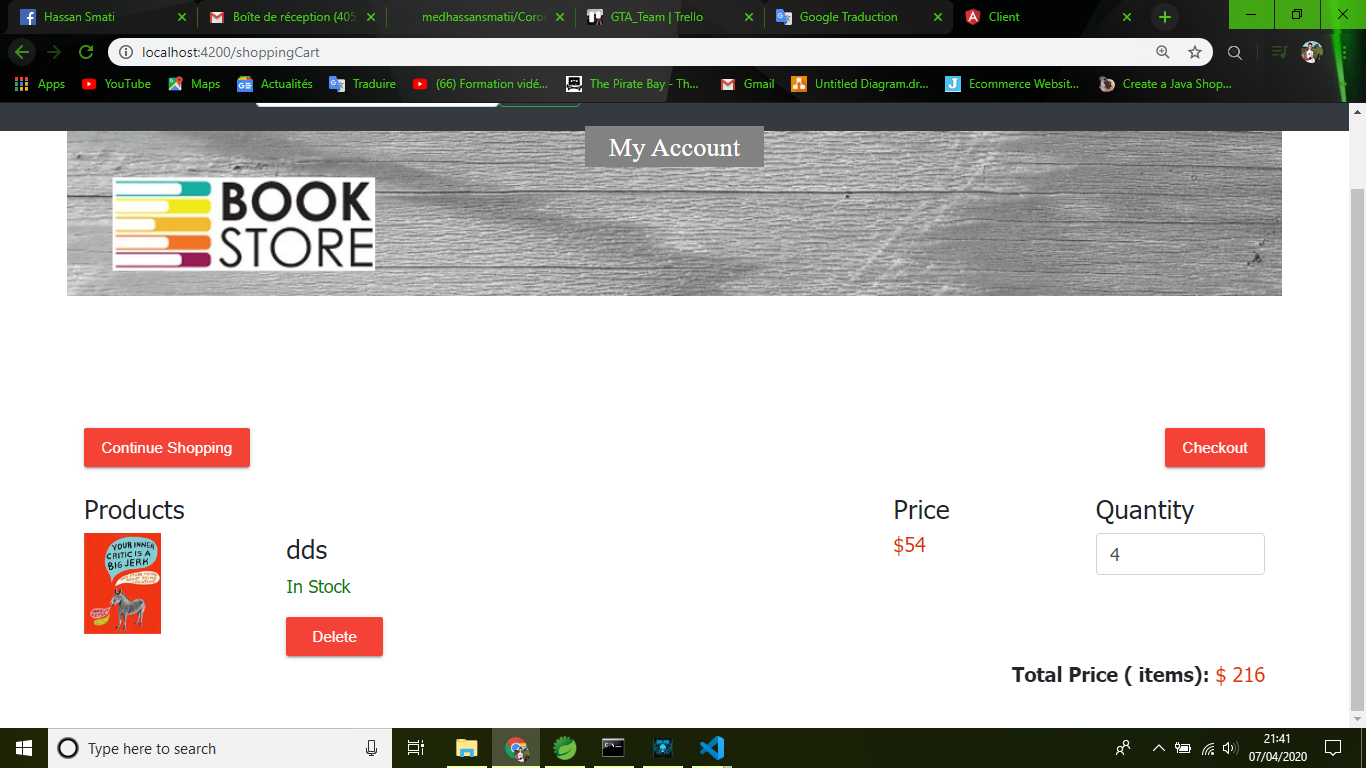 Hassan Smati
Boîte de réception (405
medhassansmatii/Coror
GTA_Team | Trello
Google Traduction
Client
localhost:4200/shoppingCart
Apps
YouTube
Maps
Actualités
Traduire
(66) Formation vidé...
The Pirate Bay - Th...
Gmail
Untitled Diagram.dr...
Ecommerce Websit...
Create a Java Shop...
My Account
BOOK
STORE
Continue Shopping
Checkout
Products
Price
Quantity
YOUR INNER
CRITIC IS A
BIG JERK
dds
$54
4
In Stock
Delete
Total Price ( items): $ 216
Type here to search
21:41
07/04/2020